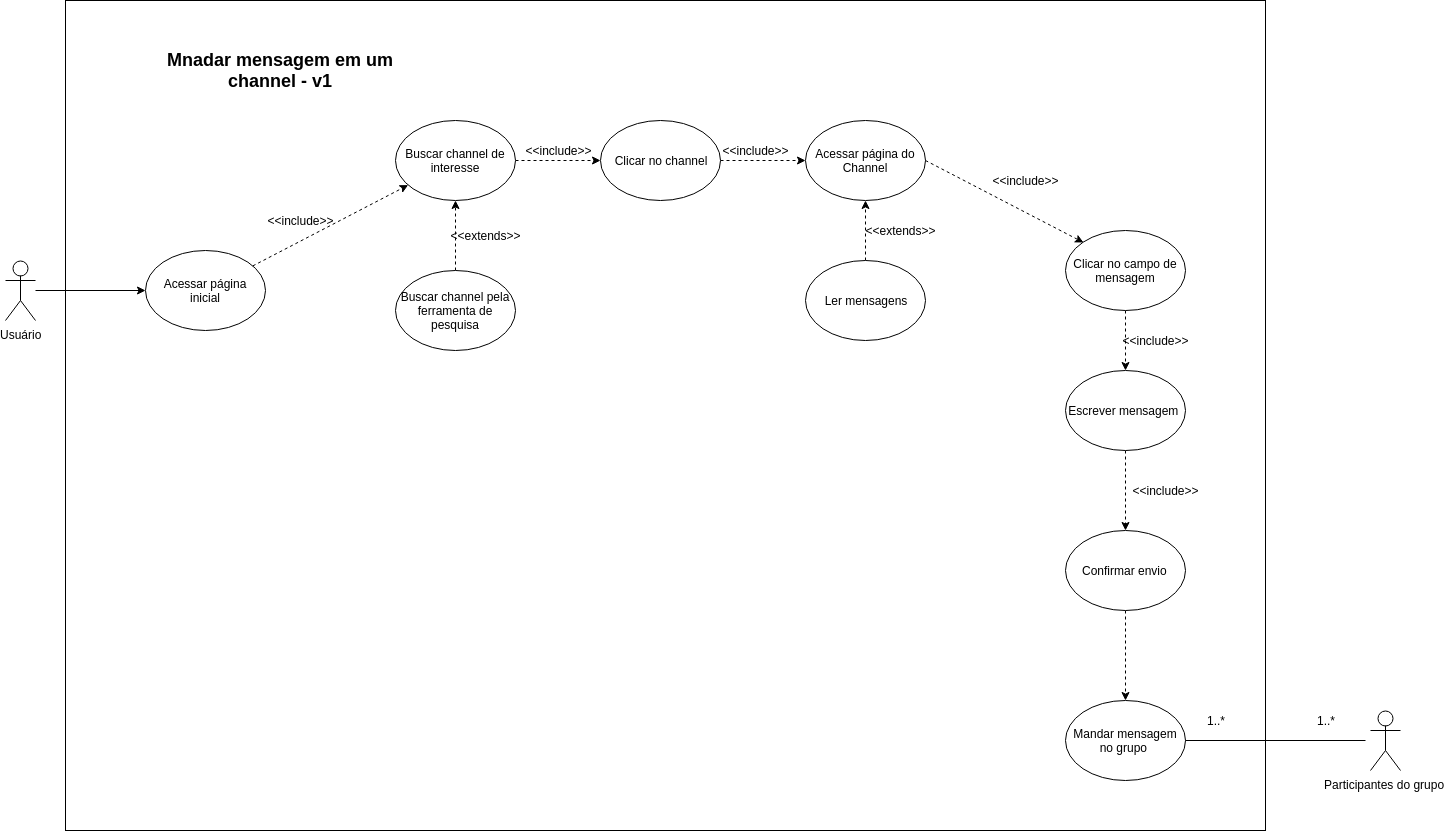 Mnadar mensagem em um
channel - v1
Buscar channel de
interesse
<<include>>
Clicar no channel
<<include>>
Acessar página do
Channel
<<include>>
<<include>>
<<extends>>
<<extends>>
Acessar página
inicial
Buscar channel pela
ferramenta de
pesquisa
Ler mensagens
Clicar no campo de
mensagem
Usuário
<<include>>
Escrever mensagem
<<include>>
Confirmar envio
Mandar mensagem
no grupo
1..*
1..*
Participantes do grupo